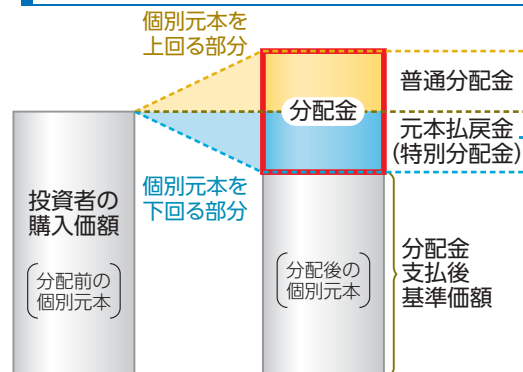 個別元本を
上回る部分
普通分配金
分配金
元本払戻金
(特別分配金)
個別元本を
下回る部分
投資者の
購入価額
分配前の
個別元本
分配後の
個別元本
分配金
支払後
基準価額